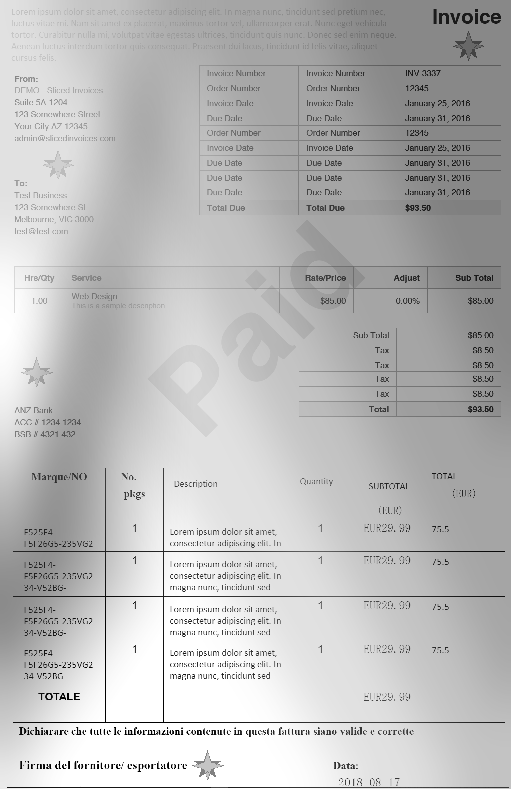 Lorem ipsum dolor sit amet, consectetur adipiscing elit. In magna nunc, tincidunt sed pretium nec,
luctus vitae mi. Nam sit amet ex placerat, maximus tortor vel, ullamcorper erat. Nunc eget vehicula
tortor. Curabitur nulla mi, volutpat vitae egestas ultrices, tincidunt quis nunc. Donec sed enim neque.
Aenean luctus interdum tortor quis consequat. Praesent dui lacus, tincidunt id felis vitae, aliquet
cursus felis.
Invoice
From:
DEMO - Sliced Invoices
Suite 5A-1204
123 Somewhere Street
Your City AZ 12345
admin@slicedinvoices.com
Invoice Number Invoice Number INV-3337
Order Number Order Number 12345
Invoice Date Invoice Date January 25, 2016
Due Date Due Date January 31, 2016
Order Number Order Number 12345
Invoice Date Invoice Date January 25, 2016
Due Date Due Date January 31, 2016
Due Date Due Date January 31, 2016
Due Date Due Date January 31, 2016
Total Due Total Due $93.50
To:
Test Business
123 Somewhere St
Melbourne, VIC 3000
test@test.com
Paid
Hrs/Qty Service Rate/Price Adjust Sub Total
1.00 Web Design $85.00 0.00% $85.00
This is a sample description.
Sub Total $85.00
Tax $8.50
Tax $8.50
Tax $8.50
Tax $8.50
Total $93.50
ANZ Bank
ACC # 1234 1234
BSB # 4321 432
Marque/NO No. pkgs Description Quantity SUBTOTAL (EUR) TOTAL (EUR)
1 Lorem ipsum dolor sit amet, 1 EUR29.99 75.5
F5F26G5-235VG2 consectetur adipiscing elit. In
F525F4- 1 Lorem ipsum dolor sit amet, 1 EUR29.99 75.5
F5F26G5-235VG2 consectetur adipiscing elit. In
34-V52BG- magna nunc, tincidunt sed
F525F4- 1 Lorem ipsum dolor sit amet, 1 EUR29.99 75.5
F5F26G5-235VG2 consectetur adipiscing elit. In
34-V52BG- magna nunc, tincidunt sed
F525F4- 1 Lorem ipsum dolor sit amet, 1 EUR29.99 75.5
F5F26G5-235VG2 consectetur adipiscing elit. In
34-V52BG- magna nunc, tincidunt sed
TOTALE EUR29.99
Dichiarare che tutte le informazioni contenute in questa fattura siano valide e corrette
Firma del fornitore/ esportatore
Data:
2018 08 17